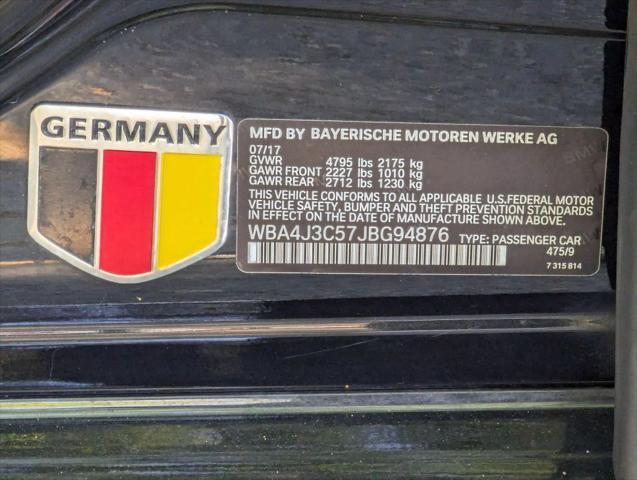 GERMANY
MFD BY BAYERISCHE MOTOREN WERKE AG
07/17
GVWR 4795 lbs 2175 kg
GAWR FRONT 2227 lbs 1010 kg
GAWR REAR 2712 lbs 1230 kg
THIS VEHICLE CONFORMS TO ALL APPLICABLE U.S.FEDERAL MOTOR
VEHICLE SAFETY, BUMPER AND THEFT PREVENTION STANDARDS
IN EFFECT ON THE DATE OF MANUFACTURE SHOWN ABOVE.
WBA4J3C57JBG94876 TYPE: PASSENGER CAR
475/9
7 315 814